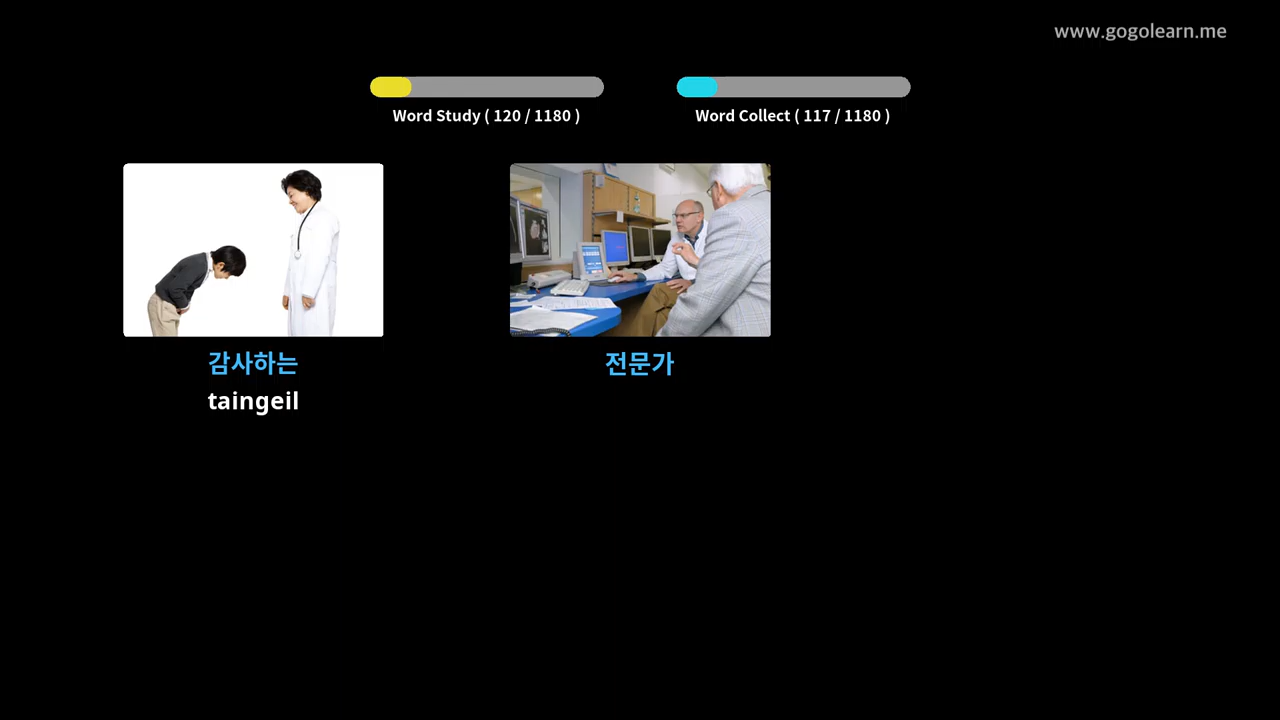 www.gogolearn.me
Word Study ( 120 / 1180 )
Word Collect ( 117 / 1180 )
감사하는
taingeil
전문가